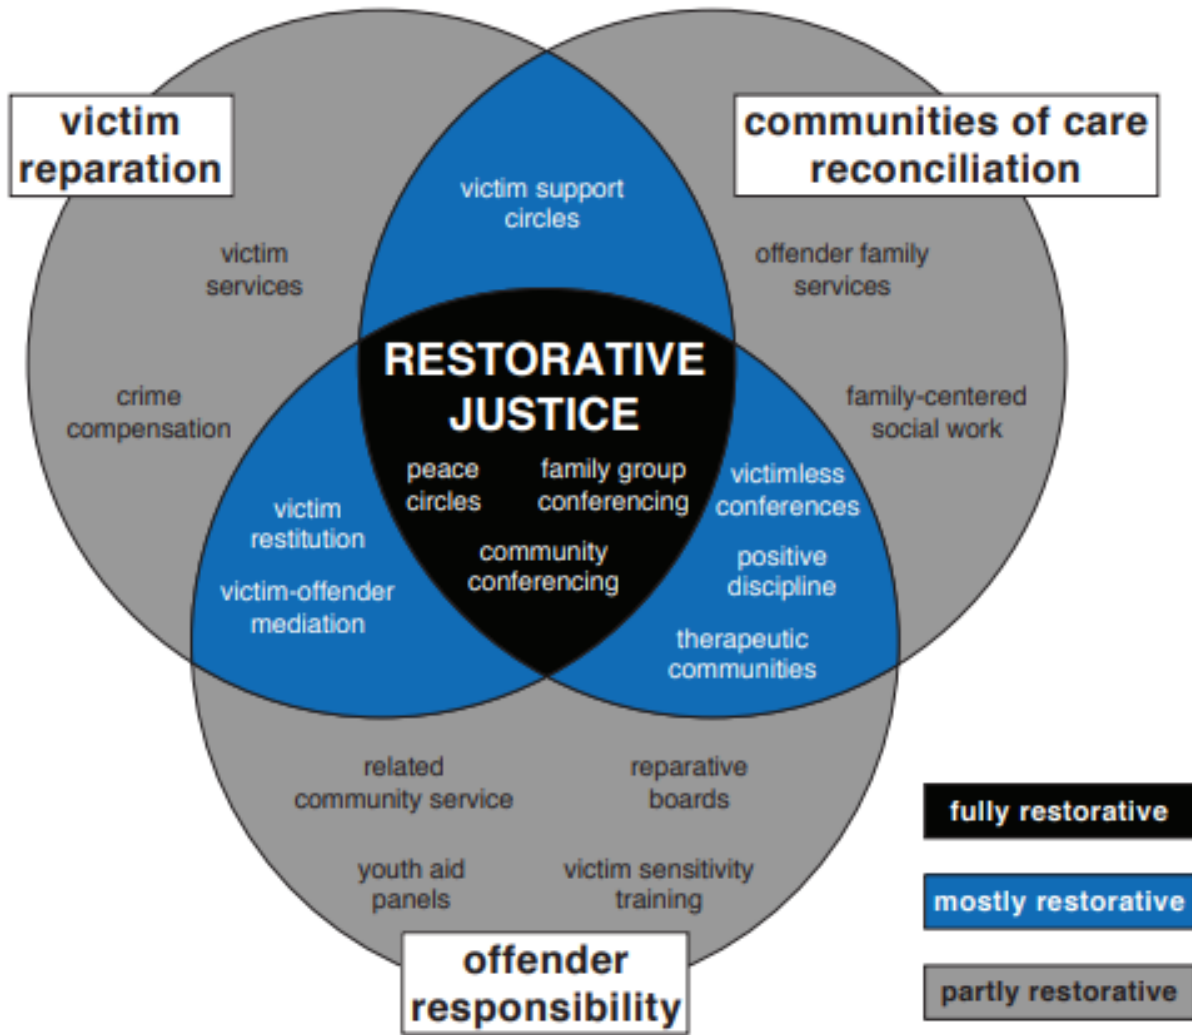 victim
reparation
communities of care
reconciliation
victim support
circles
victim
services
offender family
services
RESTORATIVE
JUSTICE
crime
compensation
family-centered
social work
peace
circles
family group
conferencing
victimless
conferences
victim
restitution
community
conferencing
positive
discipline
victim-offender
mediation
therapeutic
communities
related
community service
reparative
boards
youth aid
panels
victim sensitivity
training
offender
responsibility
fully restorative
mostly restorative
partly restorative